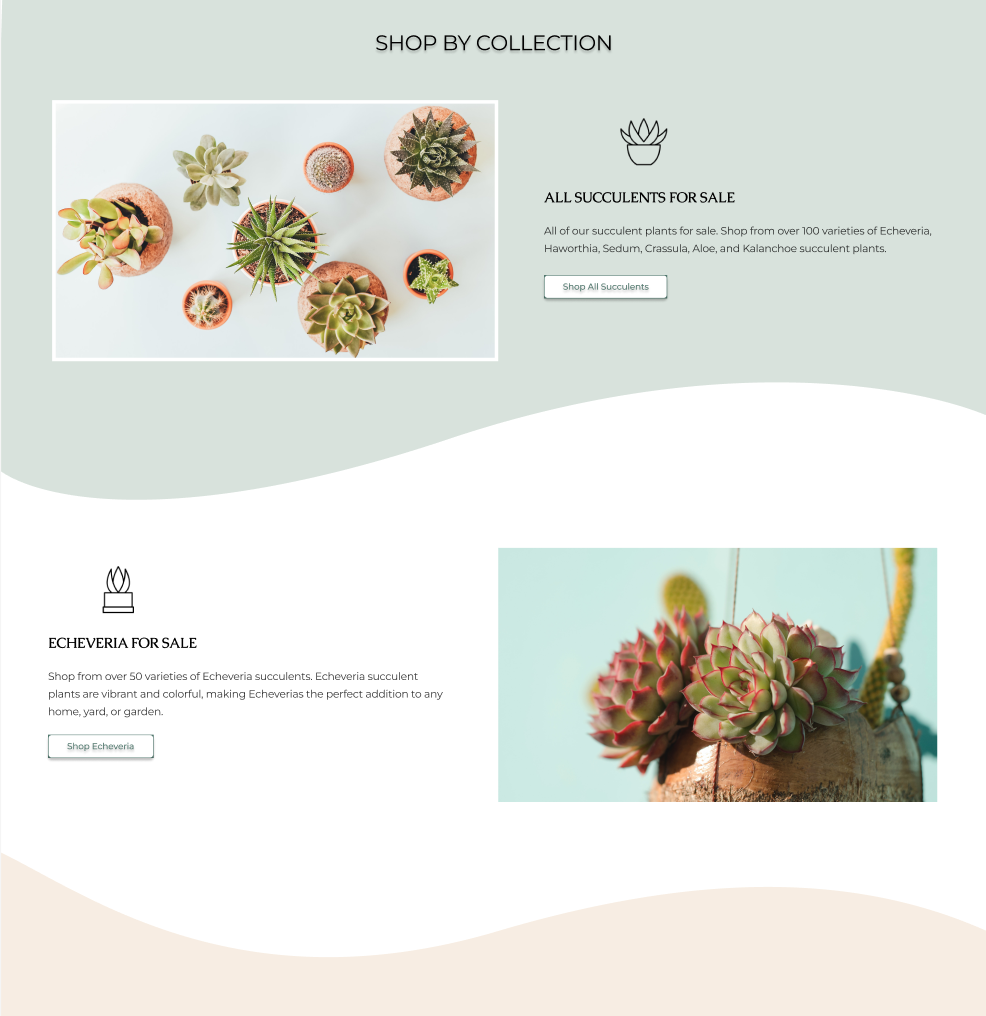 SHOP BY COLLECTION
ALL SUCCULENTS FOR SALE
All of our succulent plants for sale. Shop from over 100 varieties of Echeveria,
Haworthia, Sedum, Crassula, Aloe, and Kalanchoe succulent plants.
Shop All Succulents
ECHEVERIA FOR SALE
Shop from over 50 varieties of Echeveria succulents. Echeveria succulent
plants are vibrant and colorful, making Echeverias the perfect addition to any
home, yard, or garden.
Shop Echeveria